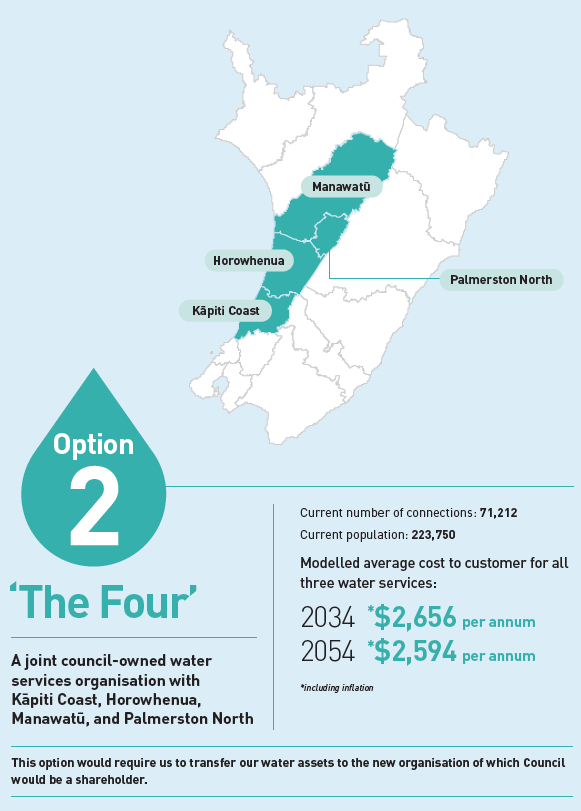 Manawatū
Horowhenua
Palmerston North
Kāpiti Coast
Option
2
‘The Four’
A joint council-owned water
services organisation with
Kāpiti Coast, Horowhenua,
Manawatū, and Palmerston North
Current number of connections: 71,212
Current population: 223,750
Modelled average cost to customer for all
three water services:
2034 *$2,656 per annum
2054 *$2,594 per annum
*including inflation
This option would require us to transfer our water assets to the new organisation of which Council
would be a shareholder.